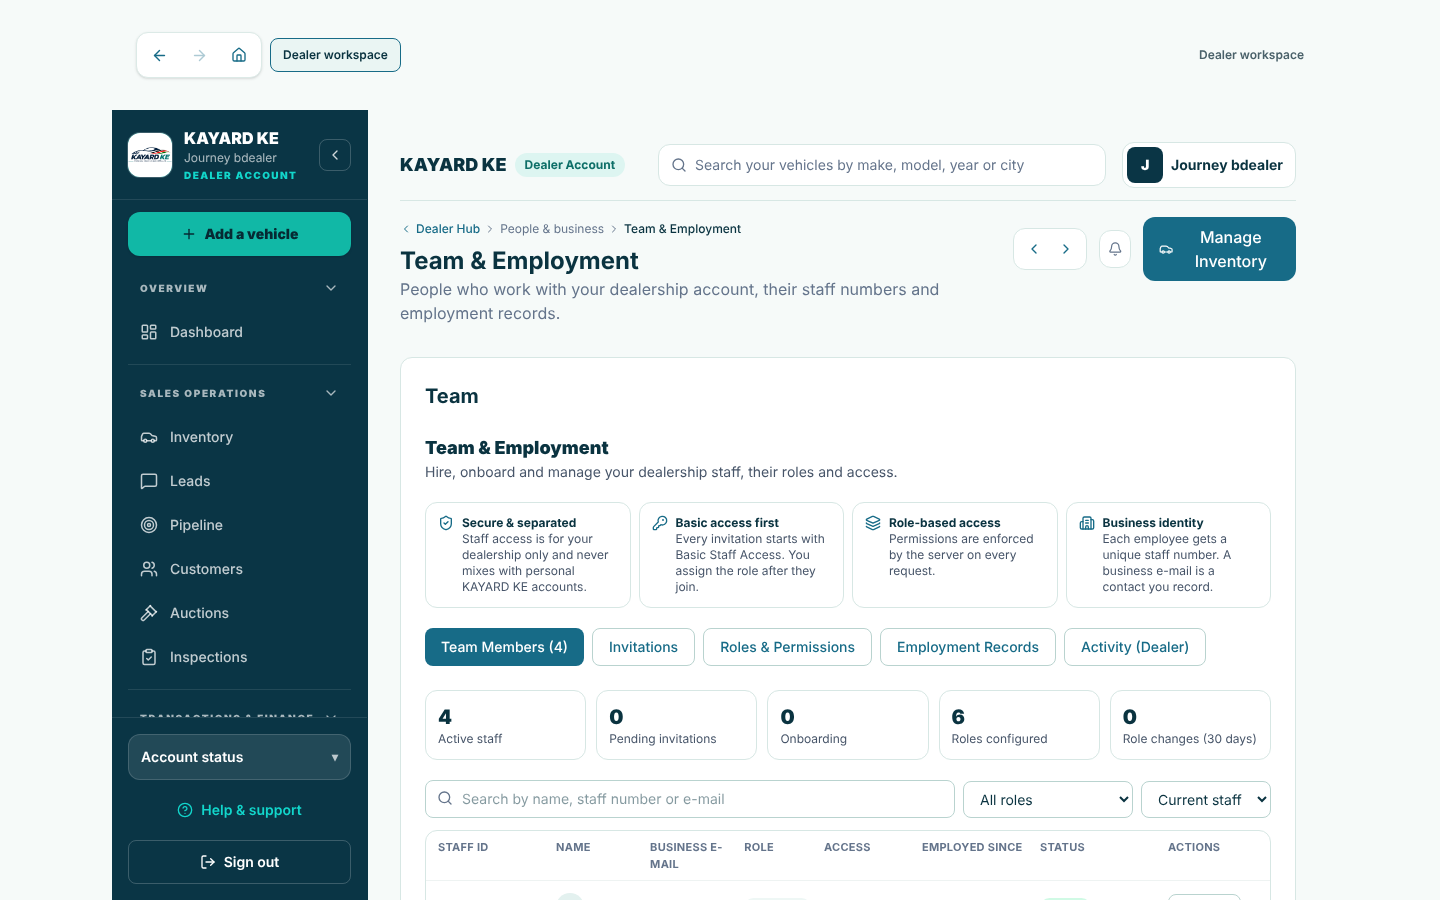 Dealer workspace
Dealer workspace
KAYARD KE
KAYARD KE
Journey bdealer
DEALER ACCOUNT
Add a vehicle
OVERVIEW
Dashboard
SALES OPERATIONS
Inventory
Leads
Pipeline
Customers
Auctions
Inspections
TRANSACTIONS & FINANCE
Account status
Help & support
Sign out
KAYARD KE
Dealer Account
Search your vehicles by make, model, year or city
J
Journey bdealer
Dealer Hub
People & business
Team & Employment
Team & Employment
People who work with your dealership account, their staff numbers and
employment records.
Manage
Inventory
Team
Team & Employment
Hire, onboard and manage your dealership staff, their roles and access.
Secure & separated
Staff access is for your
dealership only and never
mixes with personal
KAYARD KE accounts.
Basic access first
Every invitation starts with
Basic Staff Access. You
assign the role after they
join.
Role-based access
Permissions are enforced
by the server on every
request.
Business identity
Each employee gets a
unique staff number. A
business e-mail is a
contact you record.
Team Members (4)
Invitations
Roles & Permissions
Employment Records
Activity (Dealer)
4
Active staff
0
Pending invitations
0
Onboarding
6
Roles configured
0
Role changes (30 days)
Search by name, staff number or e-mail
All roles
Current staff
STAFF ID
NAME
BUSINESS E-
MAIL
ROLE
ACCESS
EMPLOYED SINCE
STATUS
ACTIONS